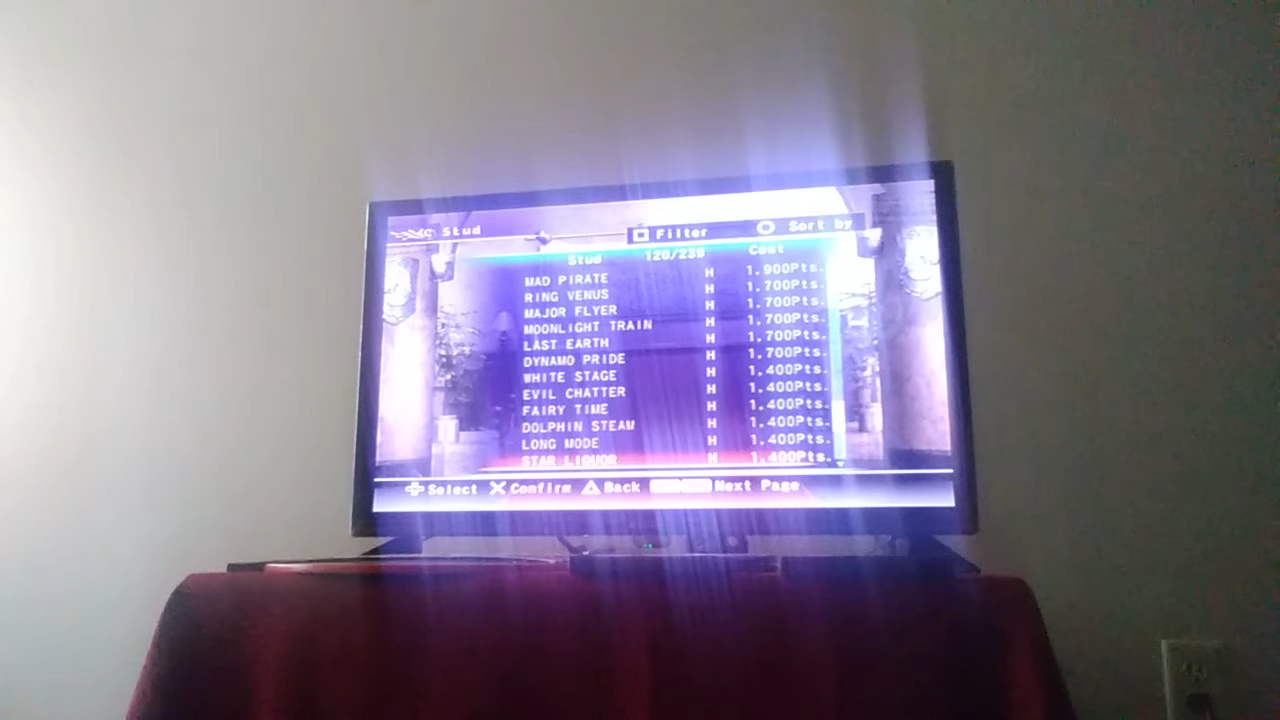 Stud
Filter Sort by
Stud 120/239 Cost
MAD PIRATE H 1.900Pts.
RING VENUS H 1.700Pts.
MAJOR FLYER H 1.700Pts.
MOONLIGHT TRAIN H 1.700Pts.
LAST EARTH H 1.700Pts.
DYNAMO PRIDE H 1.700Pts.
WHITE STAGE H 1.400Pts.
EVIL CHATTER H 1.400Pts.
FAIRY TIME H 1.400Pts.
DOLPHIN STEAM H 1.400Pts.
LONG MODE H 1.400Pts.
STAR LIQUOR H 1.400Pts.
Select Confirm Back Next Page